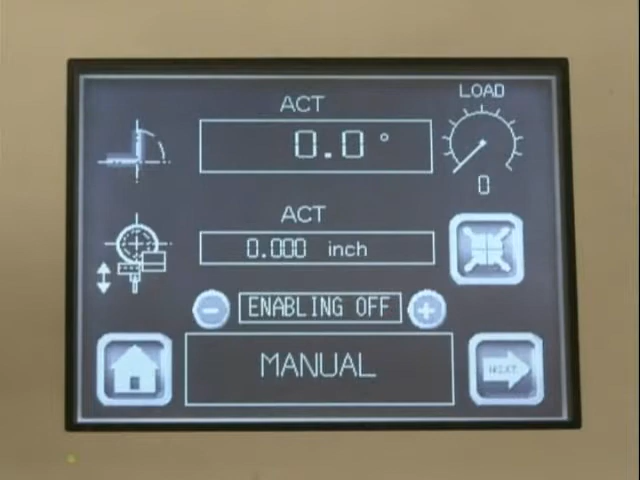 ACT
LOAD
0.0 °
0
ACT
0.000 inch
ENABLING OFF
MANUAL
NEXT